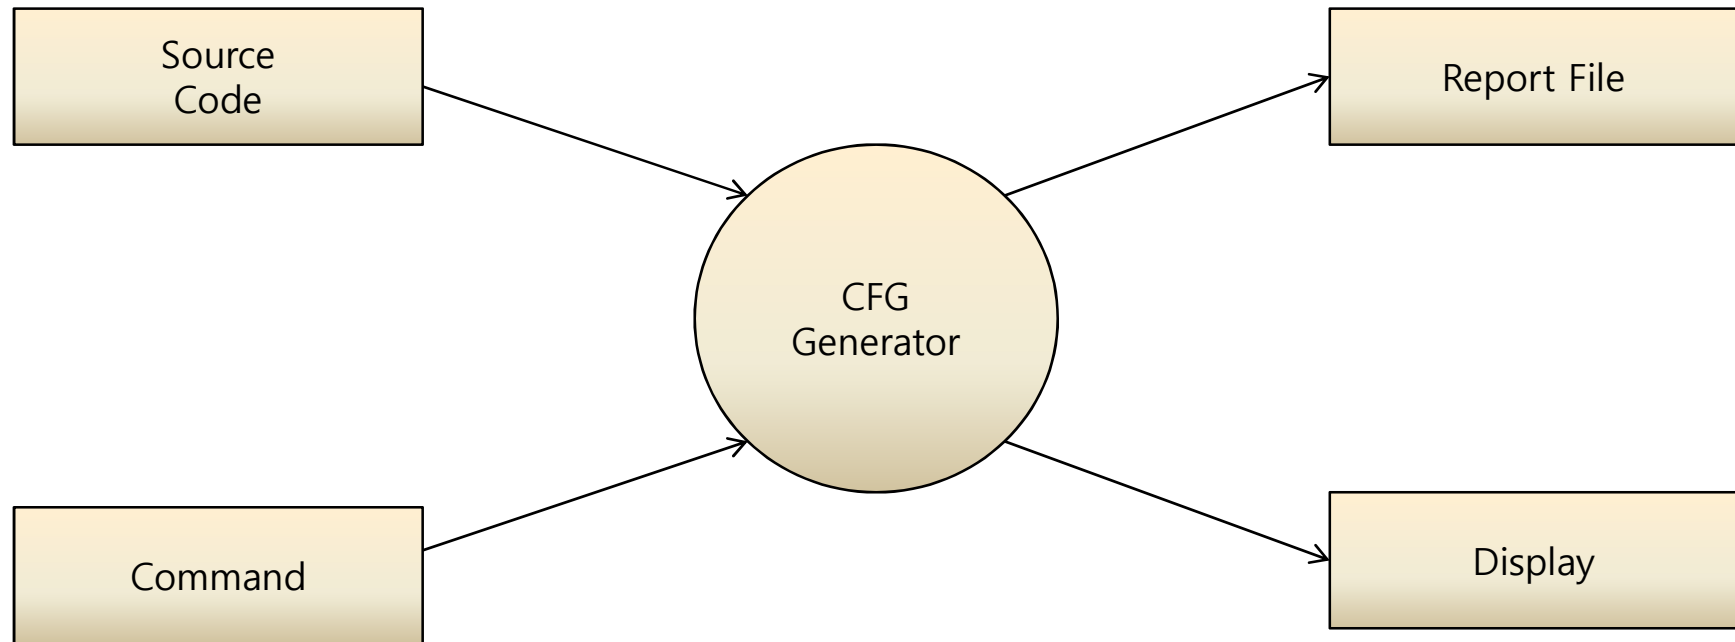 Source
Code
Report File
CFG
Generator
Command
Display